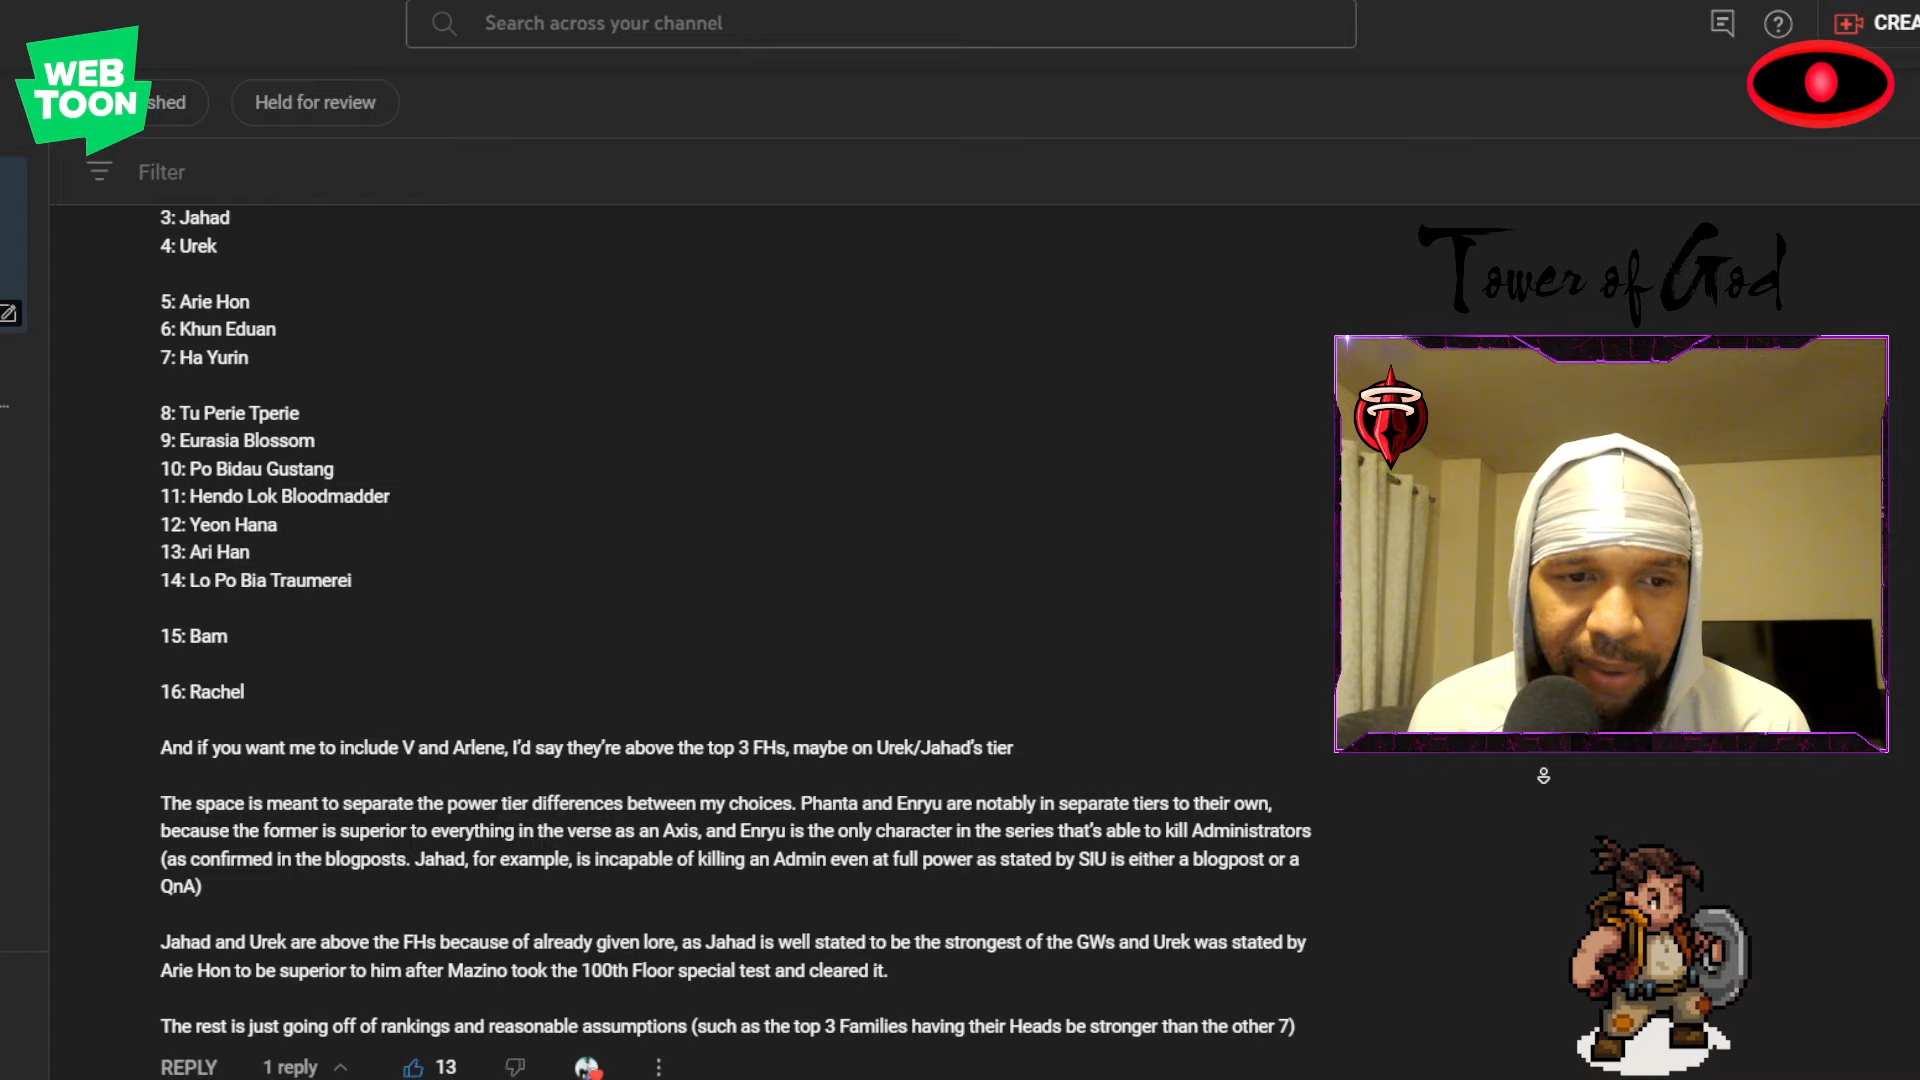 Search across your channel
CREA
WEB
TOON
shed
Held for review
Filter
3: Jahad
4: Urek
5: Arie Hon
6: Khun Eduan
7: Ha Yurin
8: Tu Perie Tperie
9: Eurasia Blossom
10: Po Bidau Gustang
11: Hendo Lok Bloodmadder
12: Yeon Hana
13: Ari Han
14: Lo Po Bia Traumerei
15: Bam
16: Rachel
And if you want me to include V and Arlene, I'd say they're above the top 3 FHs, maybe on Urek/Jahad's tier
The space is meant to separate the power tier differences between my choices. Phanta and Enryu are notably in separate tiers to their own,
because the former is superior to everything in the verse as an Axis, and Enryu is the only character in the series that's able to kill Administrators
(as confirmed in the blogposts. Jahad, for example, is incapable of killing an Admin even at full power as stated by SIU is either a blogpost or a
QnA)
Jahad and Urek are above the FHs because of already given lore, as Jahad is well stated to be the strongest of the GWs and Urek was stated by
Arie Hon to be superior to him after Mazino took the 100th Floor special test and cleared it.
The rest is just going off of rankings and reasonable assumptions (such as the top 3 Families having their Heads be stronger than the other 7)
REPLY
1 reply
13
Tower of God